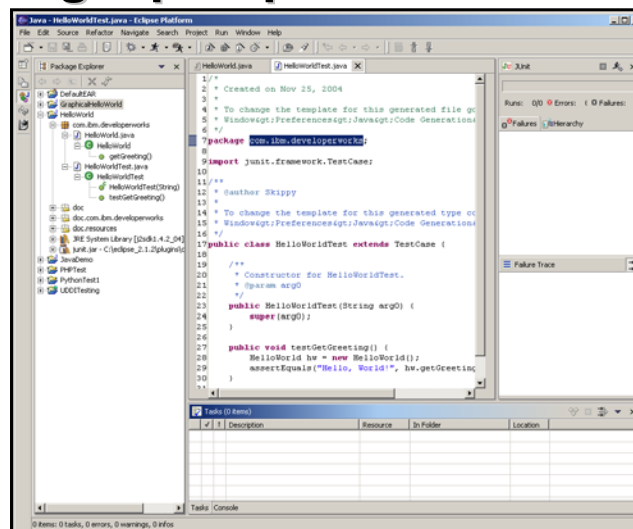 Java - HelloWorldTest.java - Eclipse Platform
File Edit Source Refactor Navigate Search Project Run Window Help
Package Explorer
DefaultEAR
GraphicalHelloWorld
HelloWorld
com.ibm.developerworks
HelloWorld.java
HelloWorld
getGreeting()
HelloWorldTest.java
HelloWorldTest
HelloWorldTest(String)
testGetGreeting()
doc
doc.com.ibm.developerworks
doc.resources
JRE System Library [j2sdk1.4.2_04]
junit.jar - C:\eclipse_2.1.2\plugins\
JavaDemo
PHPTest
PythonTest1
UDDITesting
HelloWorld.java HelloWorldTest.java
1/*
2 * Created on Nov 25, 2004
3 *
4 * To change the template for this generated file go
5 * Window&gt;Preferences&gt;Java&gt;Code Generation
6 */
7package com.ibm.developerworks;
8
9import junit.framework.TestCase;
10
11/**
12 * @author Skippy
13 *
14 * To change the template for this generated type co
15 * Window&gt;Preferences&gt;Java&gt;Code Generation
16 */
17public class HelloWorldTest extends TestCase {
18
19 /**
20 * Constructor for HelloWorldTest.
21 * @param arg0
22 */
23 public HelloWorldTest(String arg0) {
24 super(arg0);
25 }
26
27 public void testGetGreeting() {
28 HelloWorld hw = new HelloWorld();
29 assertEquals("Hello, World!", hw.getGreeting
30 }
31
JUnit
Runs: 0/0 Errors: Failures:
Failures Hierarchy
Failure Trace
Tasks (0 items)
! Description Resource In Folder Location
Tasks Console
0 items: 0 tasks, 0 errors, 0 warnings, 0 infos